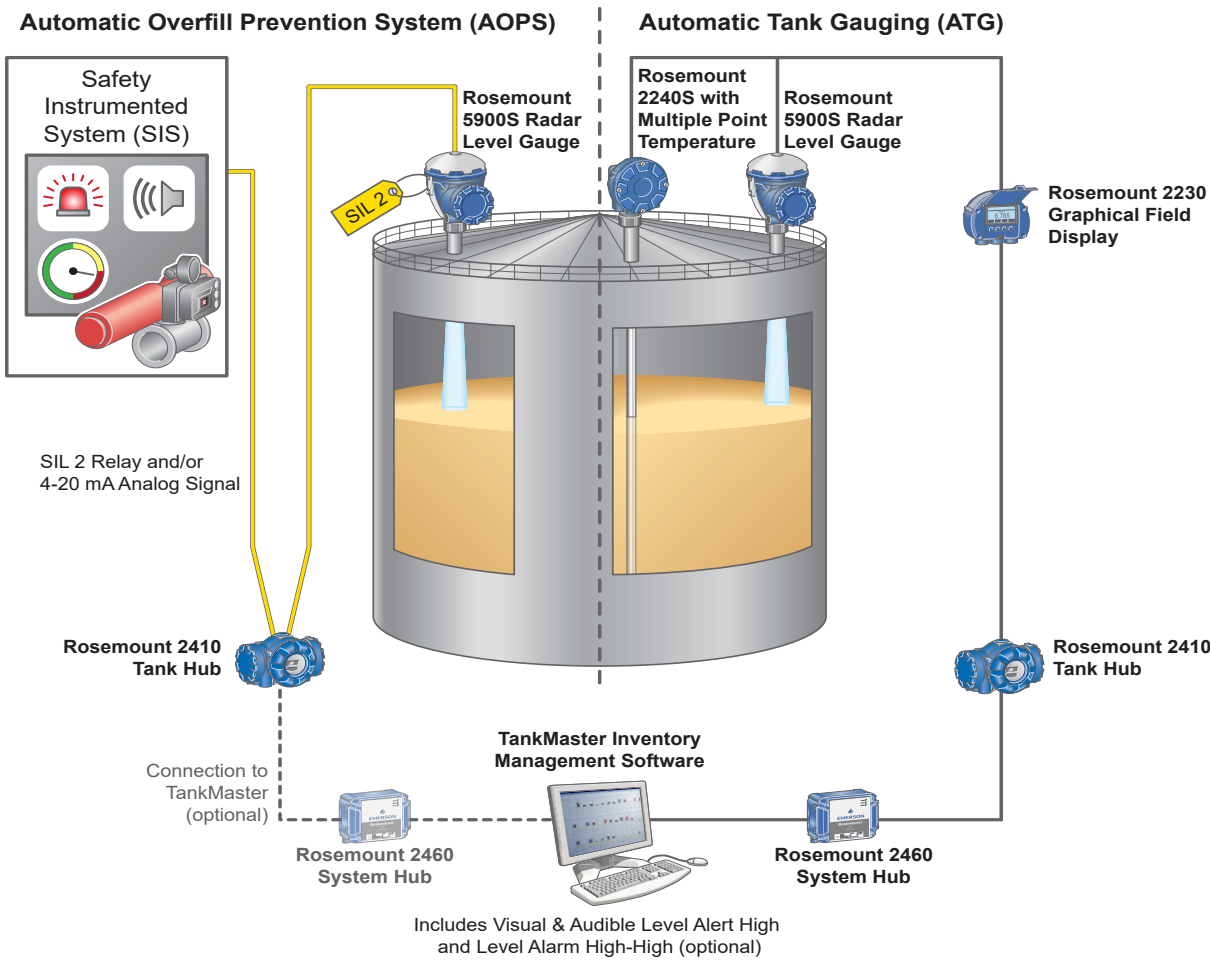 Automatic Overfill Prevention System (AOPS)
Automatic Tank Gauging (ATG)
Safety
Instrumented
System (SIS)
Rosemount
5900S Radar
Level Gauge
SIL 2
Rosemount
2240S with
Multiple Point
Temperature
Rosemount
5900S Radar
Level Gauge
Rosemount 2230
Graphical Field
Display
6.765
SIL 2 Relay and/or
4-20 mA Analog Signal
Rosemount 2410
Tank Hub
Rosemount 2410
Tank Hub
Connection to
TankMaster
(optional)
TankMaster Inventory
Management Software
EMERSON
Rosemount 2460
System Hub
EMERSON
Rosemount 2460
System Hub
Includes Visual & Audible Level Alert High
and Level Alarm High-High (optional)